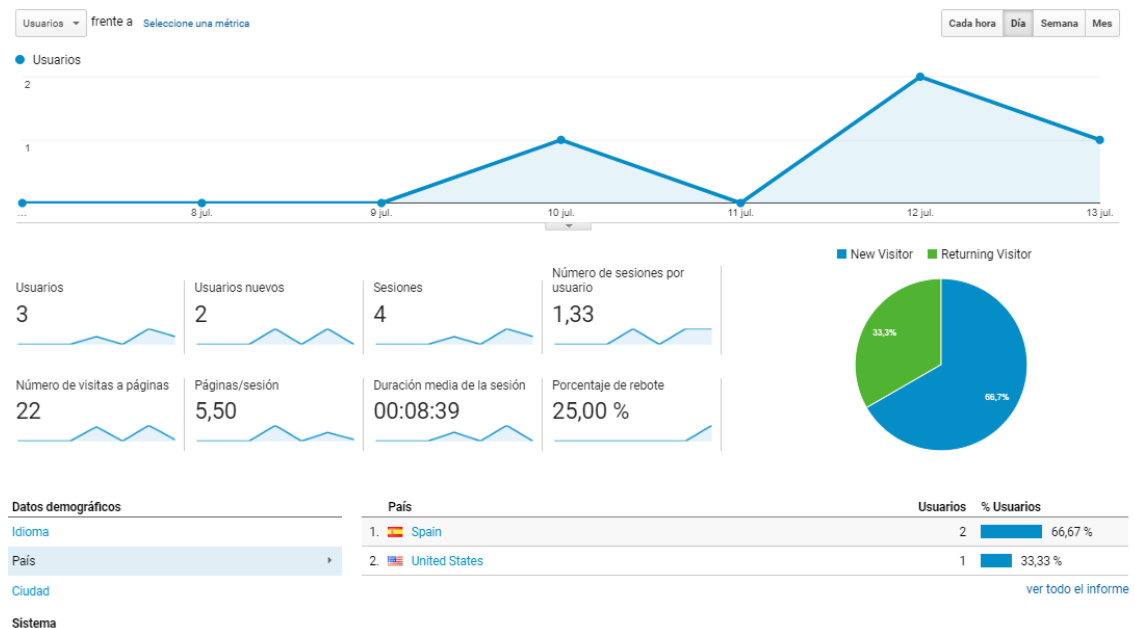 Usuarios frente a Seleccione una métrica
Cada hora Día Semana Mes
Usuarios
2
1
... 8 jul. 9 jul. 10 jul. 11 jul. 12 jul. 13 jul.
New Visitor Returning Visitor
33,3%
66,7%
Usuarios
3
Usuarios nuevos
2
Sesiones
4
Número de sesiones por
usuario
1,33
Número de visitas a páginas
22
Páginas/sesión
5,50
Duración media de la sesión
00:08:39
Porcentaje de rebote
25,00 %
Datos demográficos
Idioma
País
Ciudad
Sistema
País Usuarios % Usuarios
1. Spain 2 66,67 %
2. United States 1 33,33 %
ver todo el informe